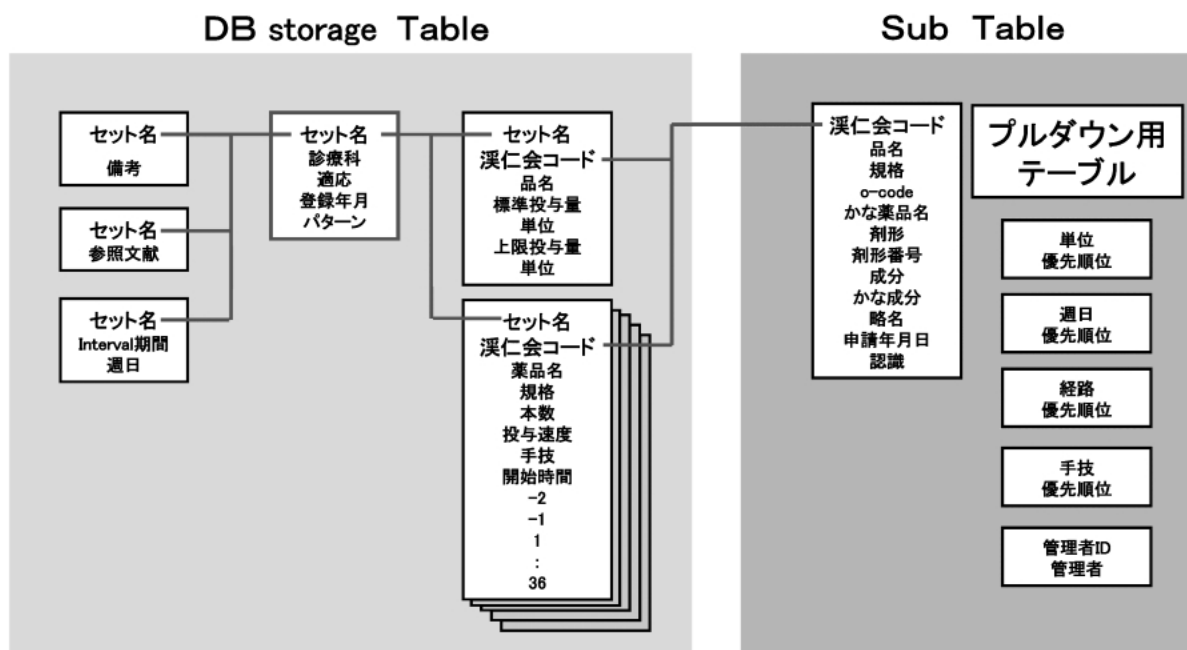 DB storage Table
セット名
備考
セット名
参照文献
セット名
Interval期間
週日
セット名
診療科
適応
登録年月
パターン
セット名
渓仁会コード
品名
標準投与量
単位
上限投与量
単位
セット名
渓仁会コード
薬品名
規格
本数
投与速度
手技
開始時間
-2
-1
1
:
36
Sub Table
渓仁会コード
品名
規格
o-code
かな薬品名
剤形
剤形番号
成分
かな成分
略名
申請年月日
認識
プルダウン用
テーブル
単位
優先順位
週日
優先順位
経路
優先順位
手技
優先順位
管理者ID
管理者